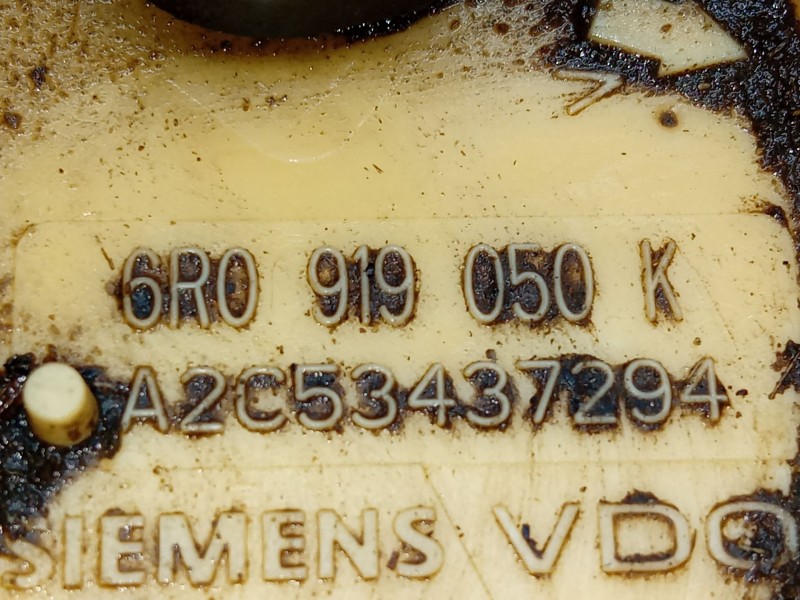 6R0 919 050 K
A2C53437294
SIEMENS VDO